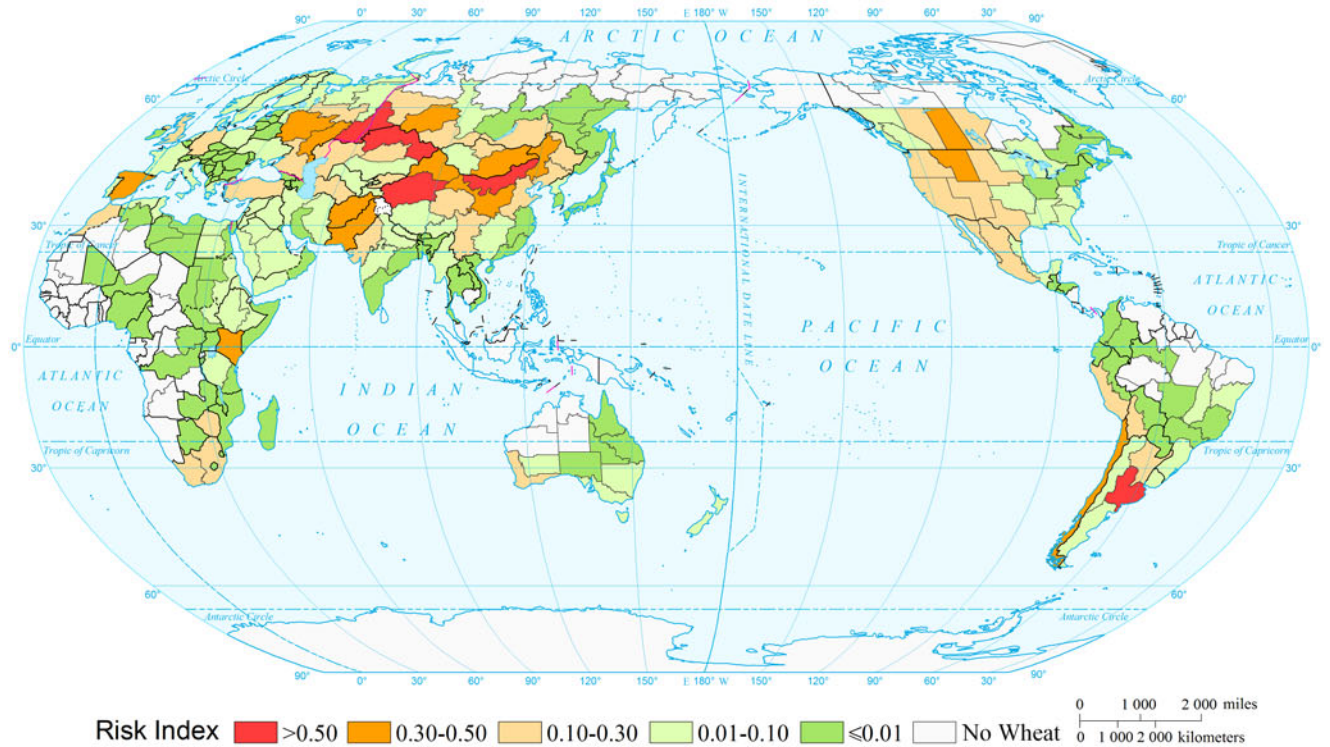 90° 0° 30° 60° 90° 120° 150° E 180° W 150° 120° 90° 60° 30° 0° 90°
ARCTIC OCEAN
Arctic Circle
Arctic Circle
60°
60°
30°
30°
Tropic of Cancer
Tropic of Cancer
INTERNATIONAL DATE LINE
ATLANTIC
OCEAN
PACIFIC
OCEAN
0°
Equator
Equator
0°
ATLANTIC
OCEAN
INDIAN
OCEAN
Tropic of Capricorn
Tropic of Capricorn
30°
30°
60°
60°
Antarctic Circle
Antarctic Circle
90° 0° 30° 60° 90° 120° 150° E 180° W 150° 120° 90° 60° 30° 0° 90°
Risk Index >0.50 0.30-0.50 0.10-0.30 0.01-0.10 ⩽0.01 No Wheat
0 1 000 2 000 miles
0 1 000 2 000 kilometers